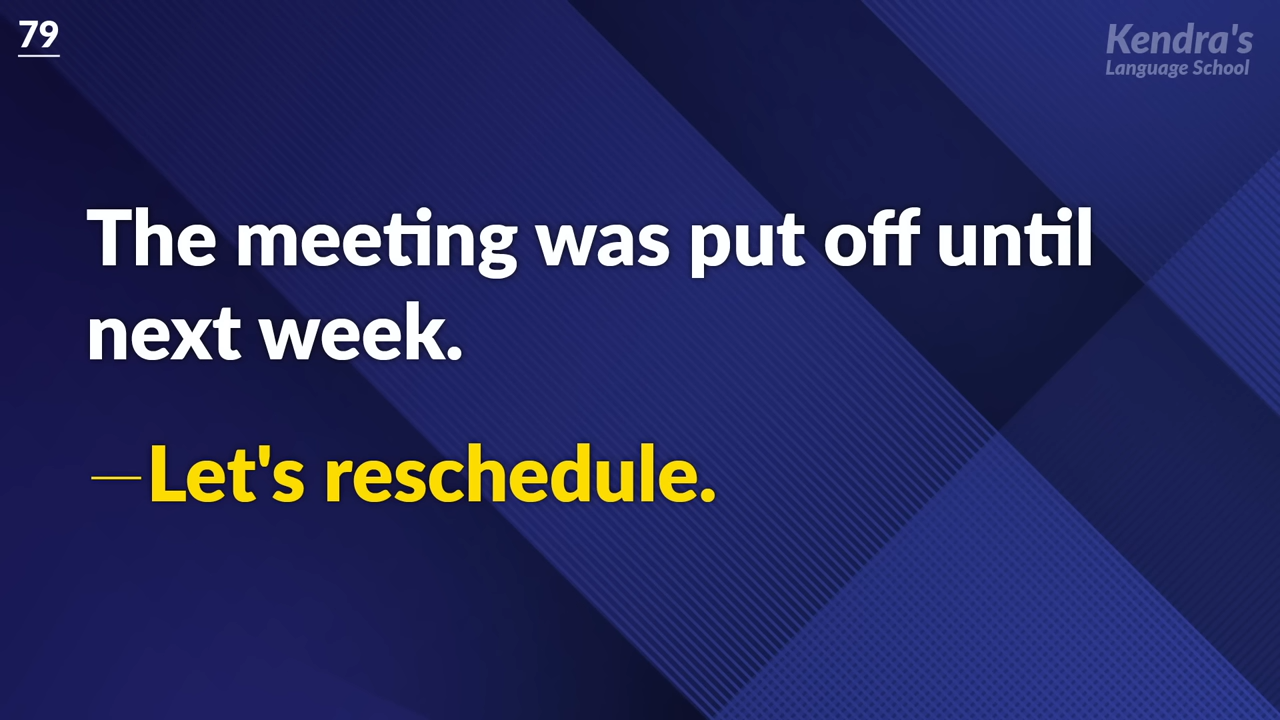 79
Kendra's
Language School
The meeting was put off until
next week.
—Let's reschedule.